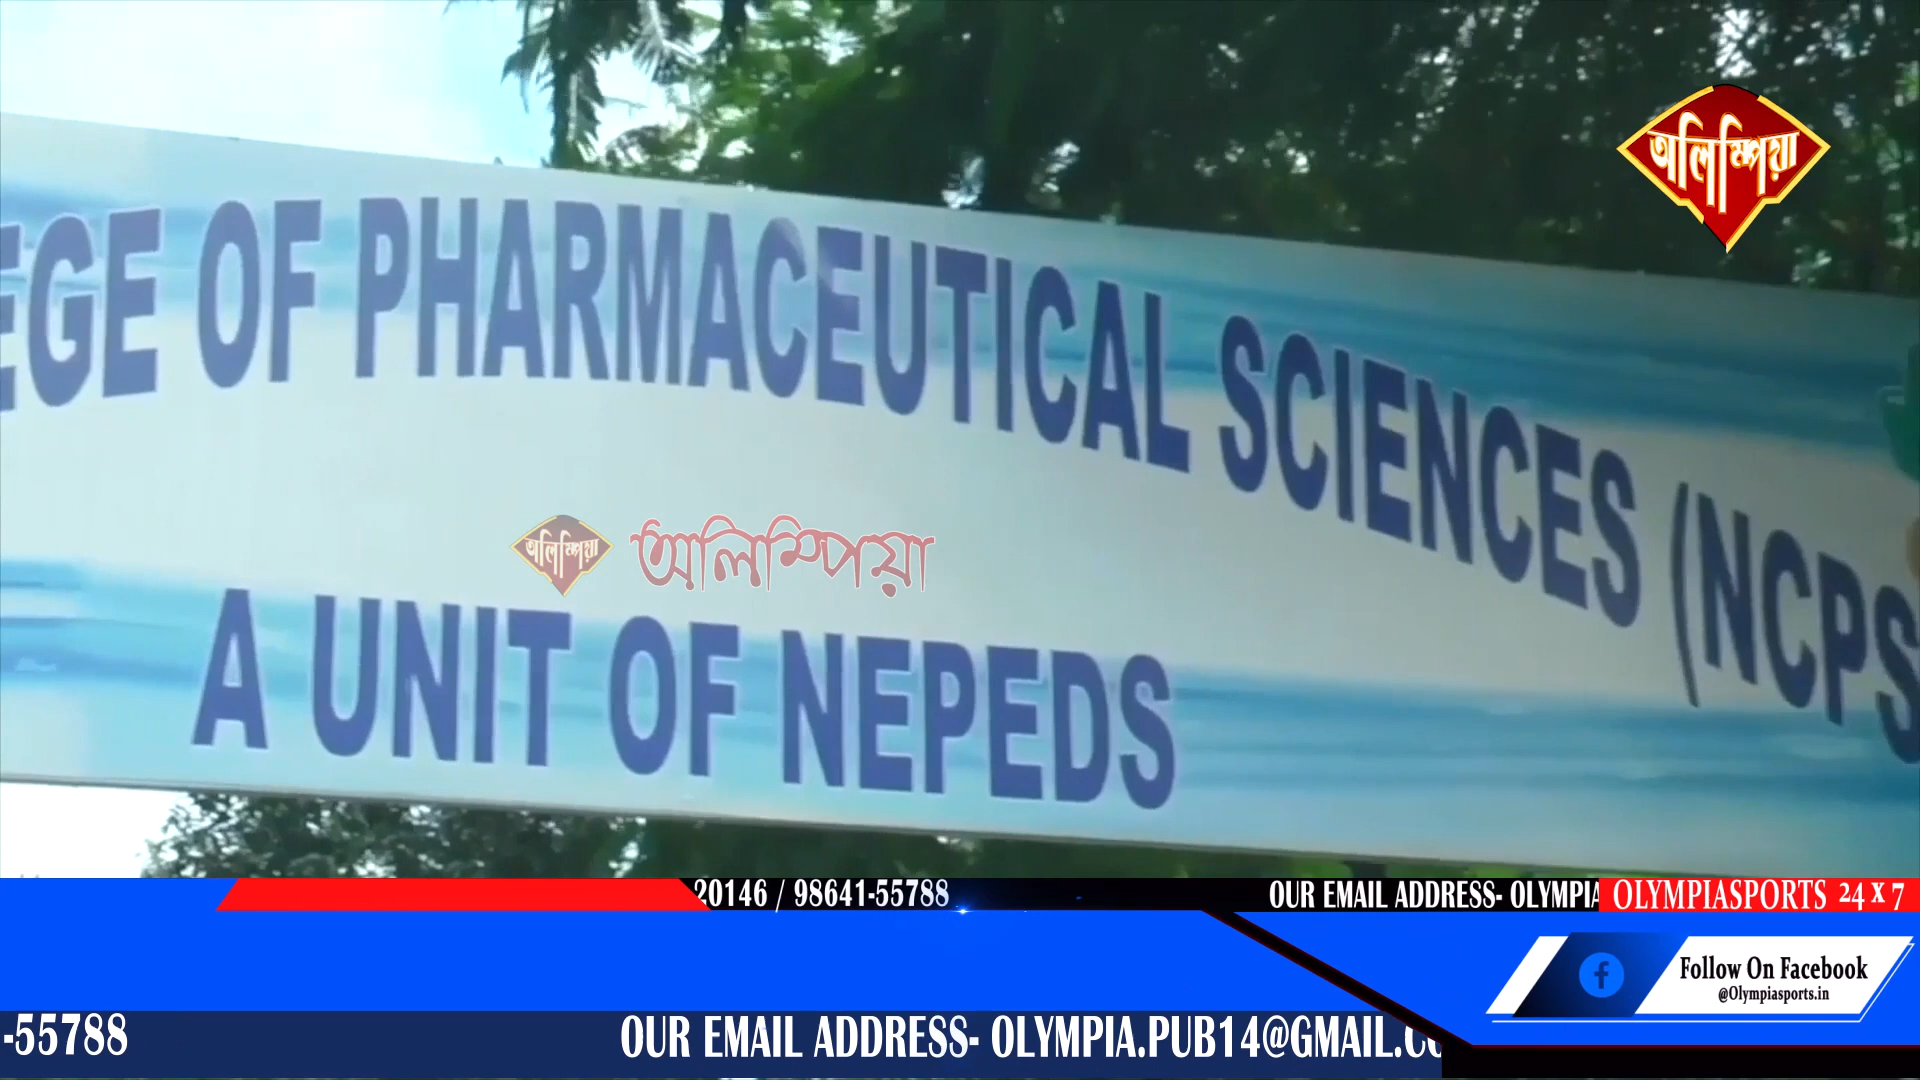 অলিম্পিয়া
EGE OF PHARMACEUTICAL SCIENCES (NCPS
অলিম্পিয়া অলিম্পিয়া
A UNIT OF NEPEDS
20146 / 98641-55788 OUR EMAIL ADDRESS- OLYMPIA OLYMPIASPORTS 24 x 7
Follow On Facebook
@Olympiasports.in
-55788 OUR EMAIL ADDRESS- OLYMPIA.PUB14@GMAIL.CO